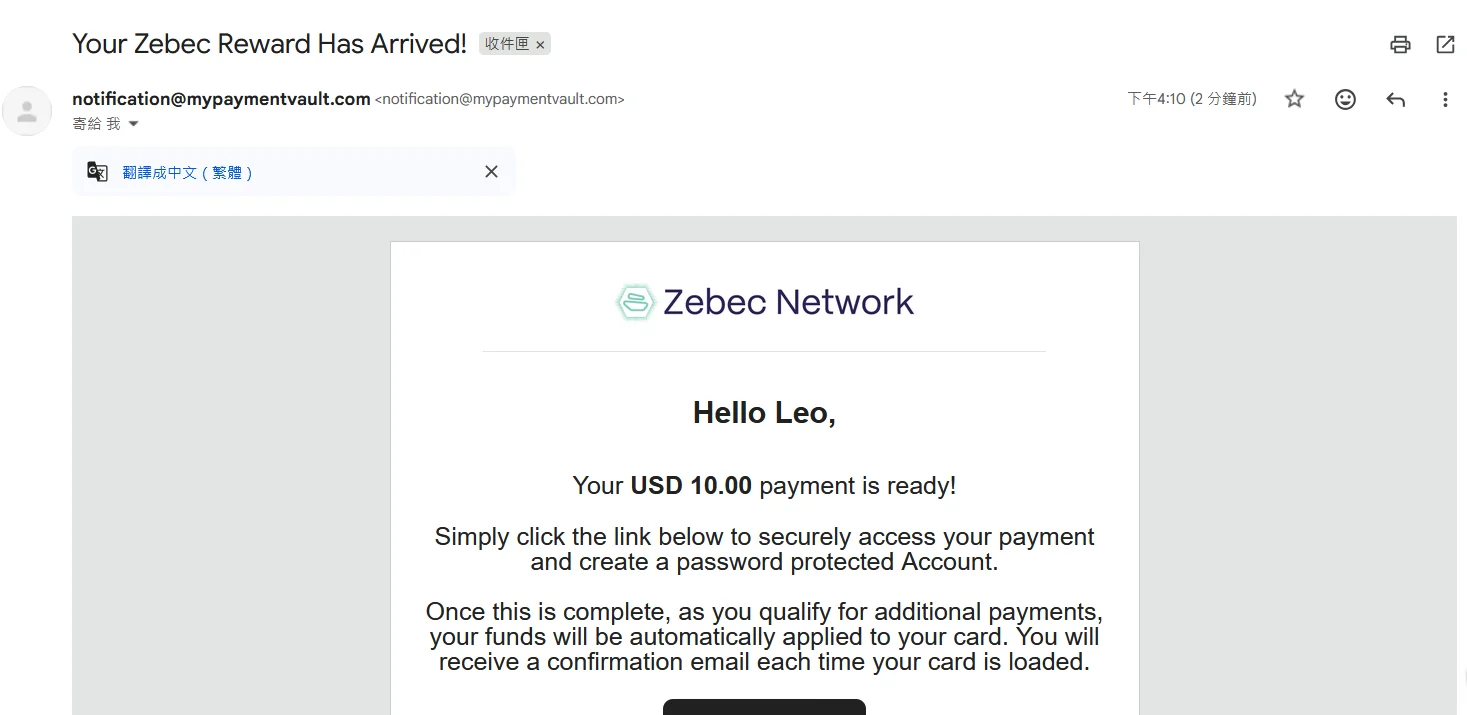 Your Zebec Reward Has Arrived! 收件匣 ×
notification@mypaymentvault.com <notification@mypaymentvault.com>
下午4:10 (2 分鐘前)
寄給 我
翻譯成中文 ( 繁體 )
Zebec Network
Hello Leo,
Your USD 10.00 payment is ready!
Simply click the link below to securely access your payment
and create a password protected Account.
Once this is complete, as you qualify for additional payments,
your funds will be automatically applied to your card. You will
receive a confirmation email each time your card is loaded.